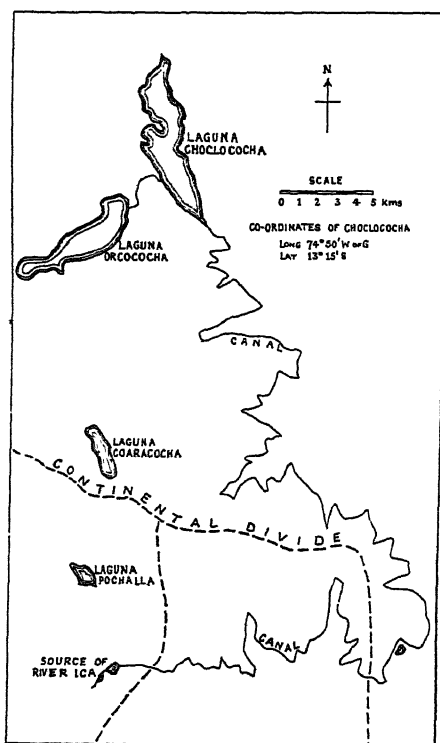 N
LAGUNA
CHOCLOCOCHA
SCALE
0 1 2 3 4 5 Kms
CO-ORDINATES OF CHOCLOCOCHA
LONG 74° 50' W OF G
LAT 13° 15' S
LAGUNA
ORCOCOCHA
CANAL
LAGUNA
COARACOCHA
CONTINENTAL DIVIDE
LAGUNA
POCHALLA
CANAL
SOURCE OF
RIVER ICA